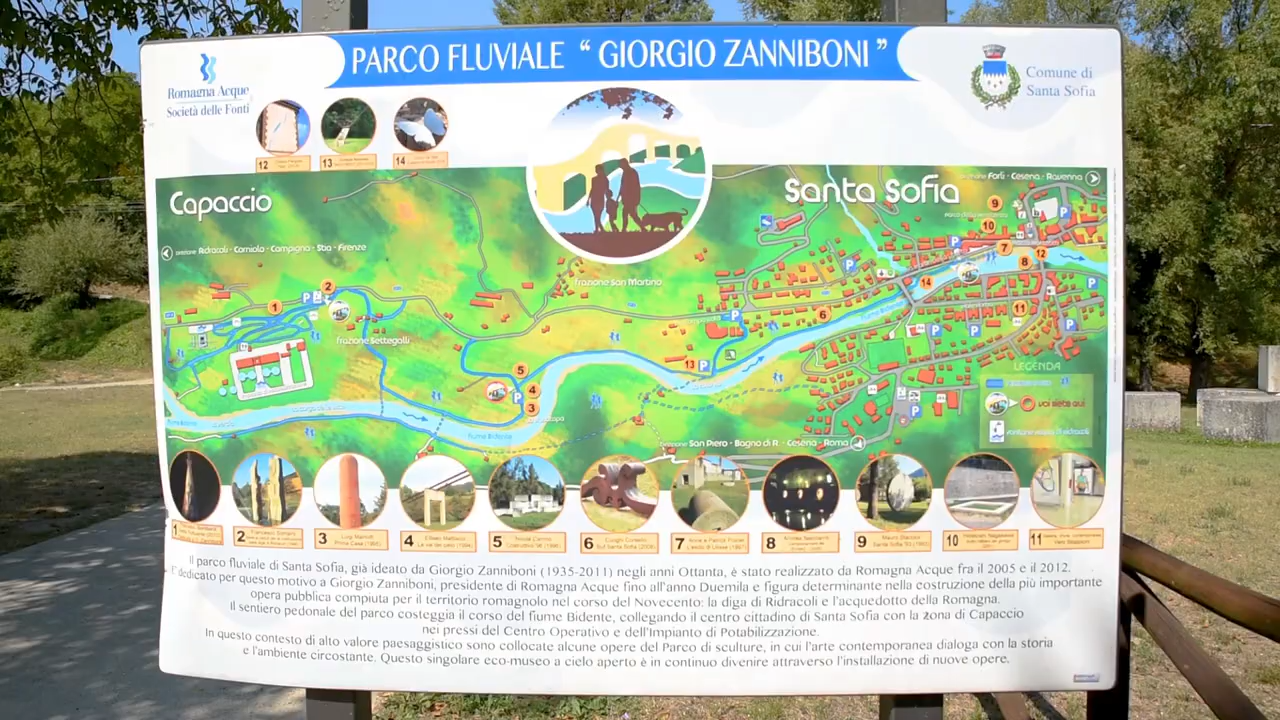 PARCO FLUVIALE “ GIORGIO ZANNIBONI ”
Romagna Acque
Società delle Fonti
Comune di
Santa Sofia
12
13
14
Capaccio
Santa Sofia
direzione Forlì - Cesena - Ravenna
direzione Ridracoli - Corniolo - Campigna - Stia - Firenze
frazione San Martino
frazione Settegalli
fiume Bidente
direzione San Piero - Bagno di R. - Cesena - Roma
LEGENDA
VOI SIETE QUI
1
2
3
Luigi Mainolfi
4
5
6
7
8
9
Mauro Staccioli
10
11
Il parco fluviale di Santa Sofia, già ideato da Giorgio Zanniboni (1935-2011) negli anni Ottanta, è stato realizzato da Romagna Acque fra il 2005 e il 2012.
E' dedicato per questo motivo a Giorgio Zanniboni, presidente di Romagna Acque fino all'anno Duemila e figura determinante nella costruzione della più importante
opera pubblica compiuta per il territorio romagnolo nel corso del Novecento: la diga di Ridracoli e l'acquedotto della Romagna.
Il sentiero pedonale del parco costeggia il corso del fiume Bidente, collegando il centro cittadino di Santa Sofia con la zona di Capaccio
nei pressi del Centro Operativo e dell'Impianto di Potabilizzazione.
In questo contesto di alto valore paesaggistico sono collocate alcune opere del Parco di sculture, in cui l'arte contemporanea dialoga con la storia
e l'ambiente circostante. Questo singolare eco-museo a cielo aperto è in continuo divenire attraverso l'installazione di nuove opere.